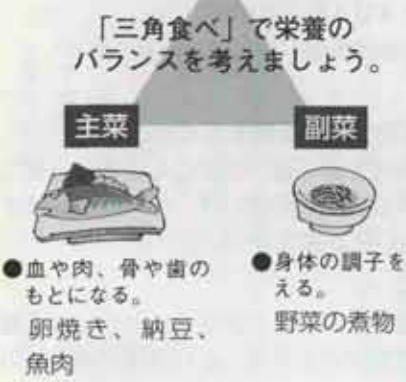 「三角食べ」で栄養の
バランスを考えましょう。
主菜
●血や肉、骨や歯の
もとになる。
卵焼き、納豆、
魚肉
副菜
●身体の調子を
える。
野菜の煮物